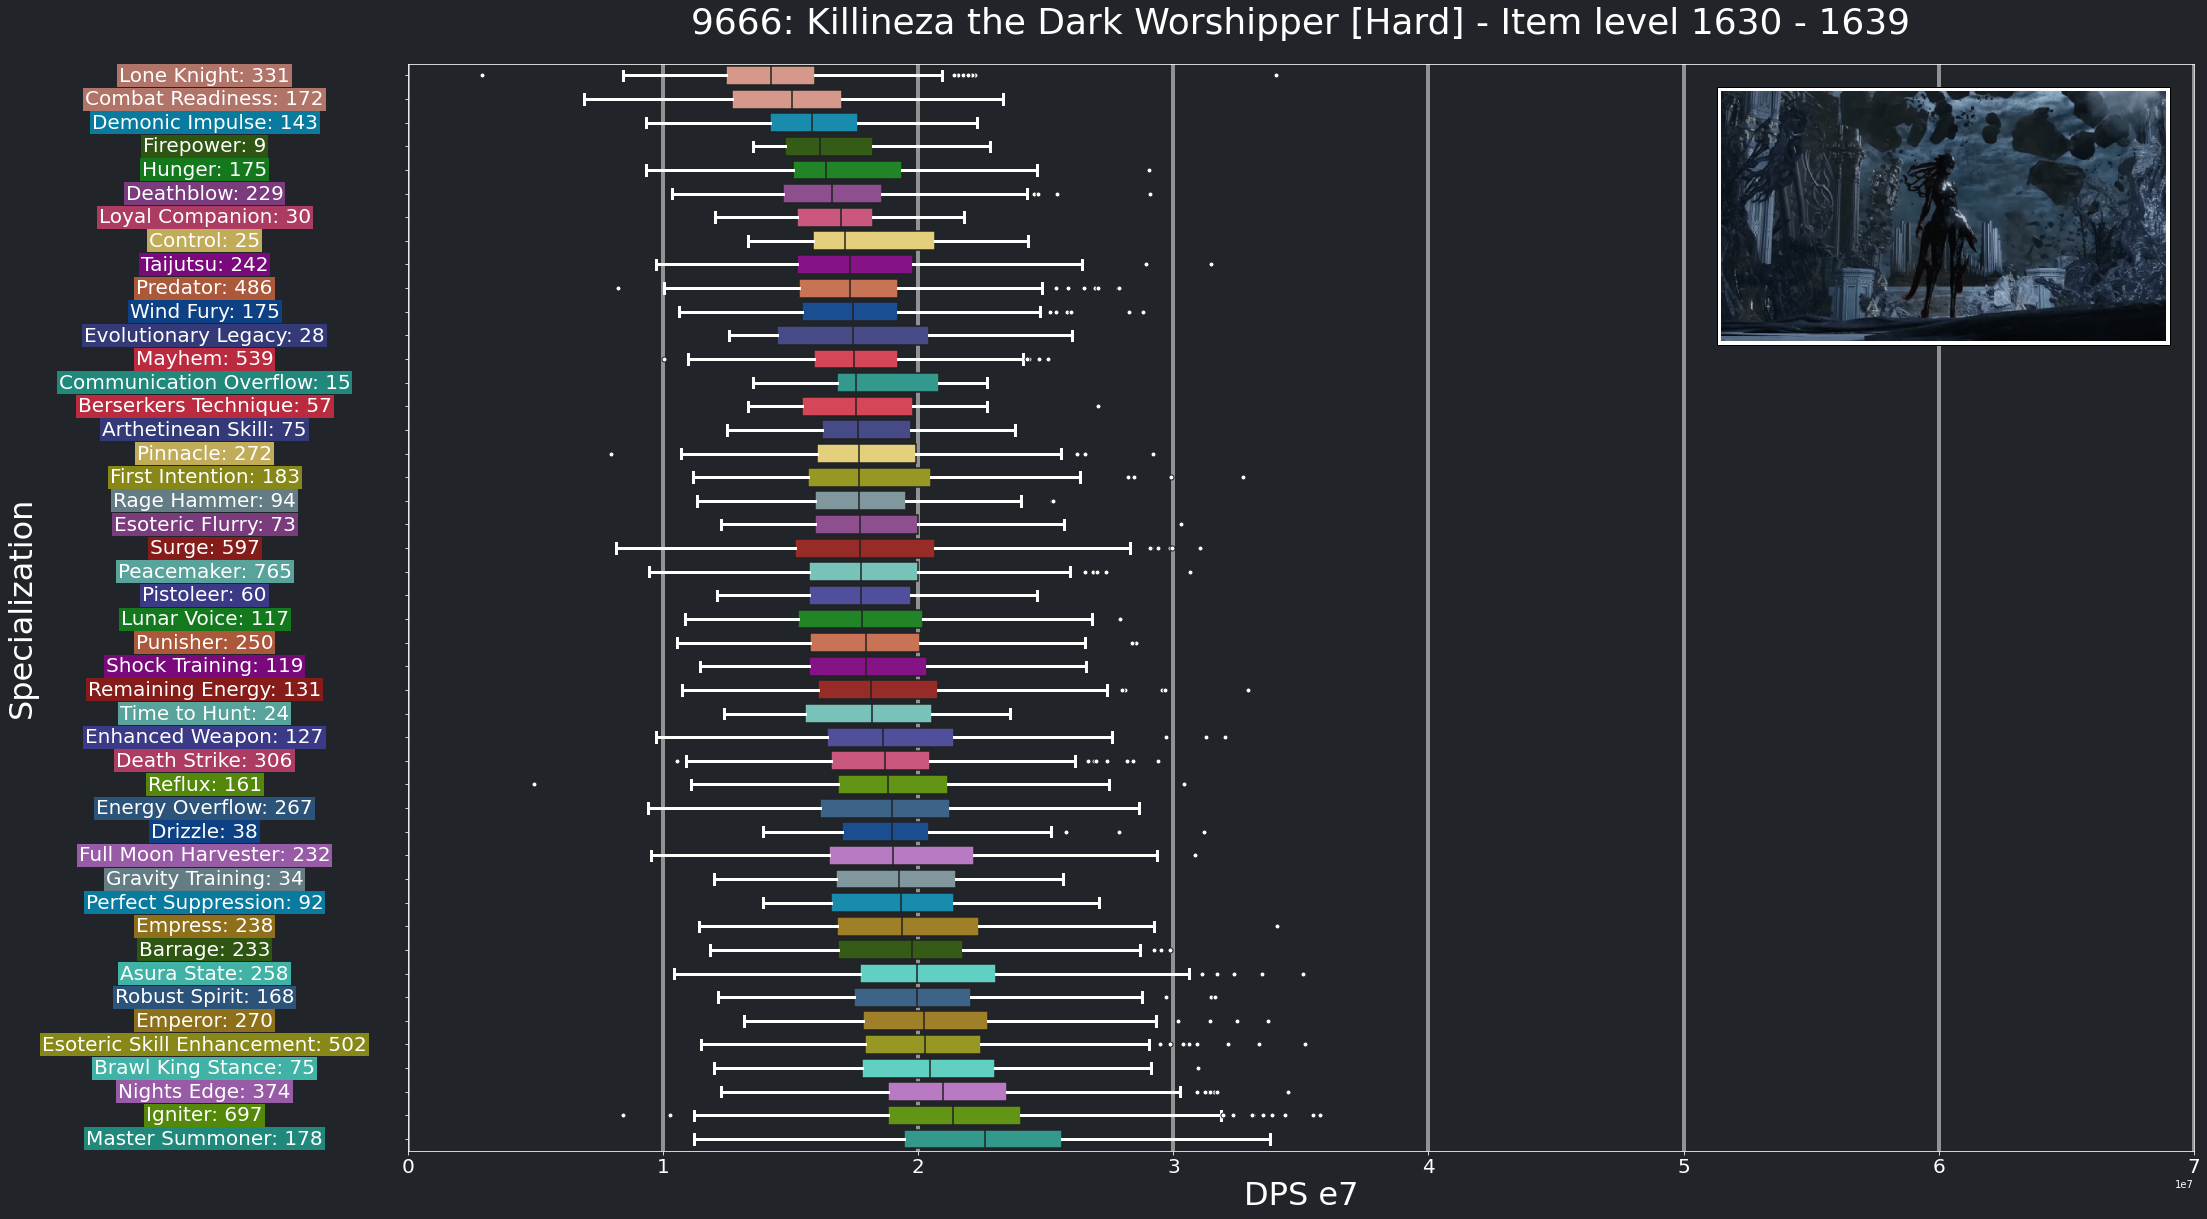 9666: Killineza the Dark Worshipper [Hard] - Item level 1630 - 1639
Specialization
Lone Knight: 331
Combat Readiness: 172
Demonic Impulse: 143
Firepower: 9
Hunger: 175
Deathblow: 229
Loyal Companion: 30
Control: 25
Taijutsu: 242
Predator: 486
Wind Fury: 175
Evolutionary Legacy: 28
Mayhem: 539
Communication Overflow: 15
Berserkers Technique: 57
Arthetinean Skill: 75
Pinnacle: 272
First Intention: 183
Rage Hammer: 94
Esoteric Flurry: 73
Surge: 597
Peacemaker: 765
Pistoleer: 60
Lunar Voice: 117
Punisher: 250
Shock Training: 119
Remaining Energy: 131
Time to Hunt: 24
Enhanced Weapon: 127
Death Strike: 306
Reflux: 161
Energy Overflow: 267
Drizzle: 38
Full Moon Harvester: 232
Gravity Training: 34
Perfect Suppression: 92
Empress: 238
Barrage: 233
Asura State: 258
Robust Spirit: 168
Emperor: 270
Esoteric Skill Enhancement: 502
Brawl King Stance: 75
Nights Edge: 374
Igniter: 697
Master Summoner: 178
0 1 2 3 4 5 6 7
1e7
DPS e7